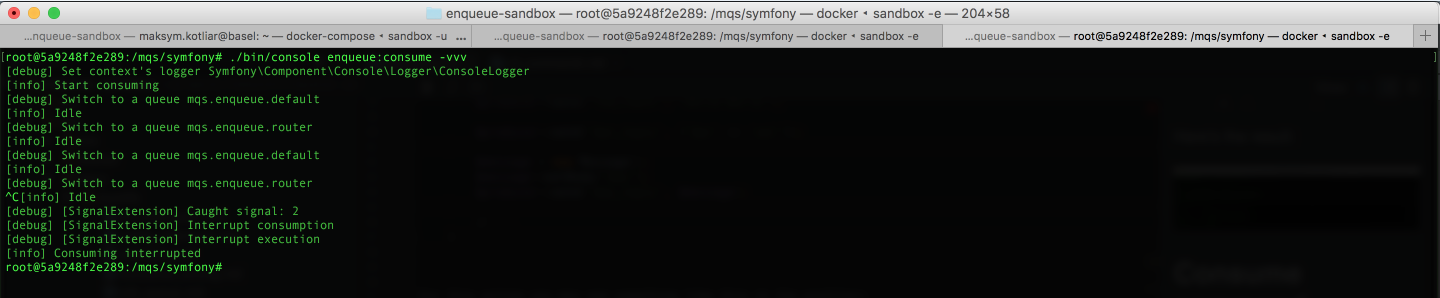 enqueue-sandbox — root@5a9248f2e289: /mqs/symfony — docker ◂ sandbox -e — 204×58
...nqueue-sandbox — maksym.kotliar@basel: ~ — docker-compose ◂ sandbox -u ... ...queue-sandbox — root@5a9248f2e289: /mqs/symfony — docker ◂ sandbox -e ...queue-sandbox — root@5a9248f2e289: /mqs/symfony — docker ◂ sandbox -e +
[root@5a9248f2e289:/mqs/symfony# ./bin/console enqueue:consume -vvv ]
[debug] Set context's logger Symfony\Component\Console\Logger\ConsoleLogger
[info] Start consuming
[debug] Switch to a queue mqs.enqueue.default
[info] Idle
[debug] Switch to a queue mqs.enqueue.router
[info] Idle
[debug] Switch to a queue mqs.enqueue.default
[info] Idle
[debug] Switch to a queue mqs.enqueue.router
^C[info] Idle
[debug] [SignalExtension] Caught signal: 2
[debug] [SignalExtension] Interrupt consumption
[debug] [SignalExtension] Interrupt execution
[info] Consuming interrupted
root@5a9248f2e289:/mqs/symfony#